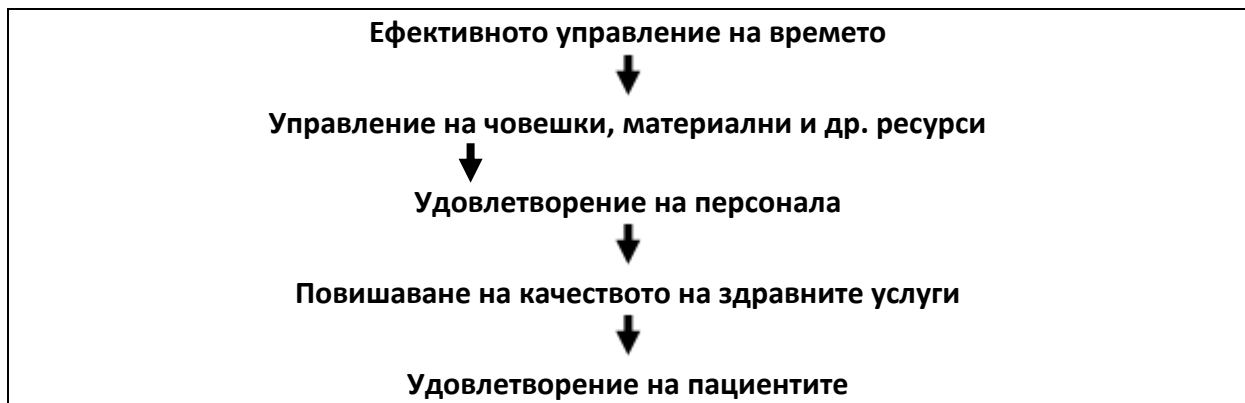 Ефективното управление на времето
Управление на човешки, материални и др. ресурси
Удовлетворение на персонала
Повишаване на качеството на здравните услуги
Удовлетворение на пациентите